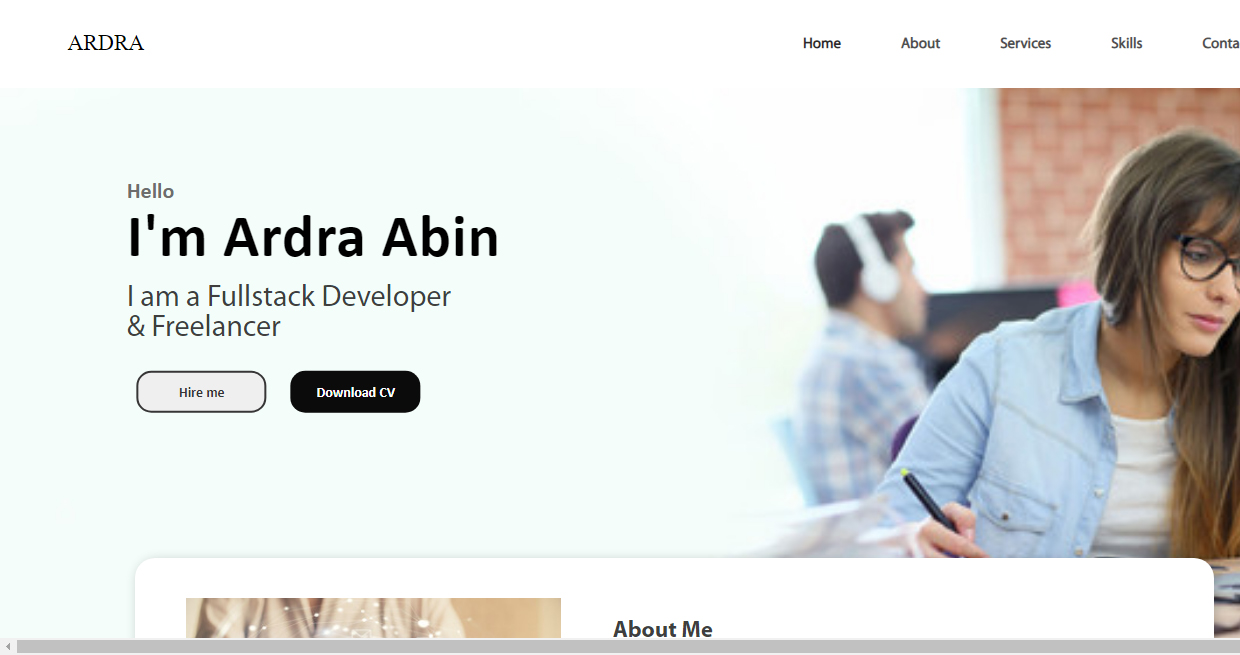 ARDRA
Home About Services Skills Conta
Hello
I'm Ardra Abin
I am a Fullstack Developer
& Freelancer
Hire me Download CV
About Me